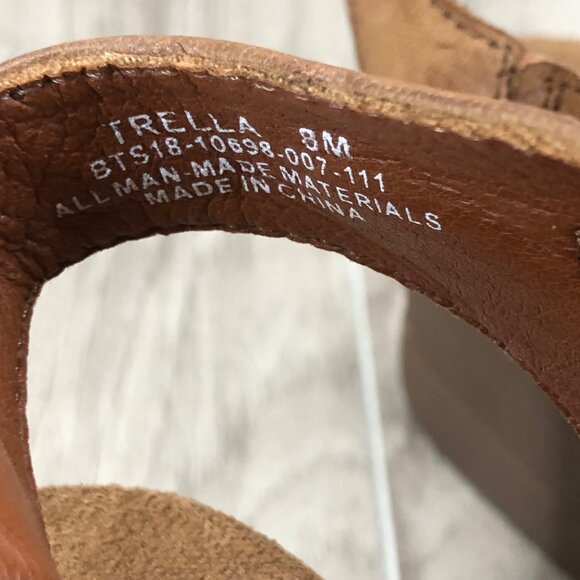 TRELLA 8M
BTS18-10698-007-111
ALL MAN-MADE MATERIALS
MADE IN CHINA